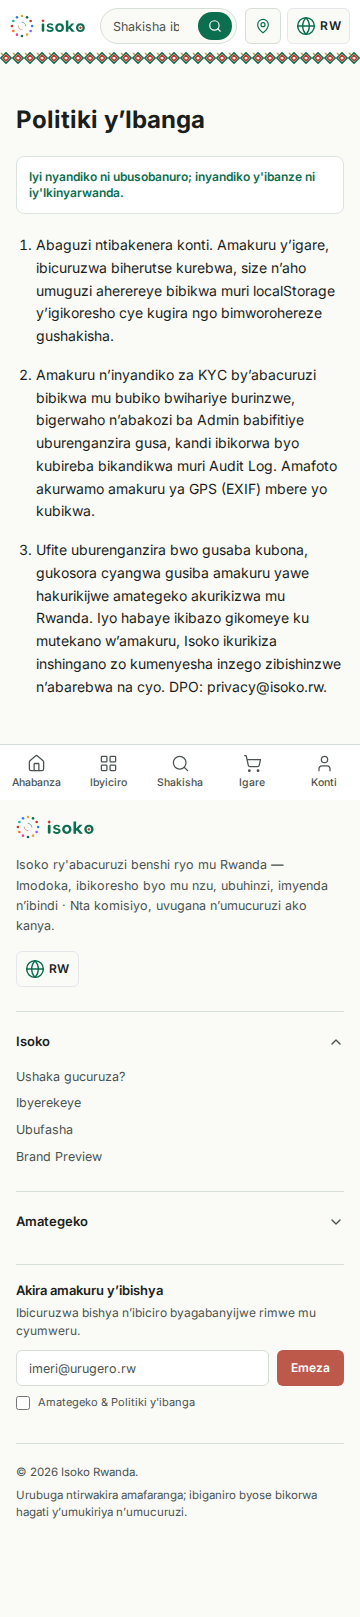 isoko
Shakisha ib
RW
Politiki y’Ibanga
Iyi nyandiko ni ubusobanuro; inyandiko y'ibanze ni
iy'Ikinyarwanda.
1. Abaguzi ntibakenera konti. Amakuru y’igare,
ibicuruzwa biherutse kurebwa, size n’aho
umuguzi aherereye bibikwa muri localStorage
y’igikoresho cye kugira ngo bimworohereze
gushakisha.
2. Amakuru n’inyandiko za KYC by’abacuruzi
bibikwa mu bubiko bwihariye burinzwe,
bigerwaho n’abakozi ba Admin babifitiye
uburenganzira gusa, kandi ibikorwa byo
kubireba bikandikwa muri Audit Log. Amafoto
akurwamo amakuru ya GPS (EXIF) mbere yo
kubikwa.
3. Ufite uburenganzira bwo gusaba kubona,
gukosora cyangwa gusiba amakuru yawe
hakurikijwe amategeko akurikizwa mu
Rwanda. Iyo habaye ikibazo gikomeye ku
mutekano w’amakuru, Isoko ikurikiza
inshingano zo kumenyesha inzego zibishinzwe
n’abarebwa na cyo. DPO: privacy@isoko.rw.
Ahabanza
Ibyiciro
Shakisha
Igare
Konti
isoko
Isoko ry'abacuruzi benshi ryo mu Rwanda —
Imodoka, ibikoresho byo mu nzu, ubuhinzi, imyenda
n’ibindi · Nta komisiyo, uvugana n’umucuruzi ako
kanya.
RW
Isoko
Ushaka gucuruza?
Ibyerekeye
Ubufasha
Brand Preview
Amategeko
Akira amakuru y’ibishya
Ibicuruzwa bishya n’ibiciro byagabanyijwe rimwe mu
cyumweru.
imeri@urugero.rw
Emeza
Amategeko & Politiki y'ibanga
© 2026 Isoko Rwanda.
Urubuga ntirwakira amafaranga; ibiganiro byose bikorwa
hagati y’umukiriya n’umucuruzi.